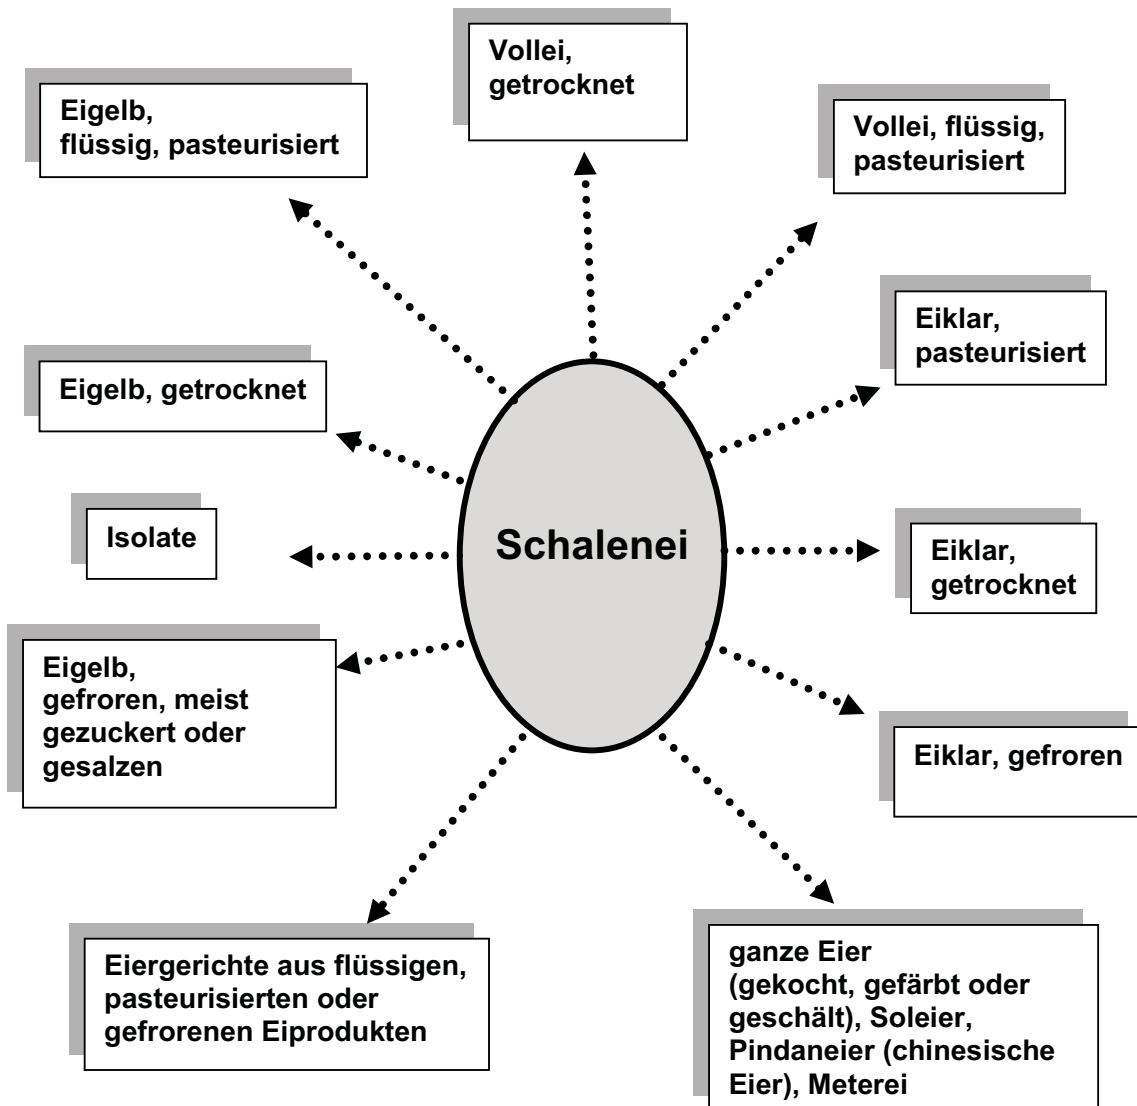 Vollei,
getrocknet
Eigelb,
flüssig, pasteurisiert
Vollei, flüssig,
pasteurisiert
Eiklar,
pasteurisiert
Eigelb, getrocknet
Isolate
Schalenei
Eiklar,
getrocknet
Eigelb,
gefroren, meist
gezuckert oder
gesalzen
Eiklar, gefroren
Eiergerichte aus flüssigen,
pasteurisierten oder
gefrorenen Eiprodukten
ganze Eier
(gekocht, gefärbt oder
geschält), Soleier,
Pindaneier (chinesische
Eier), Meterei